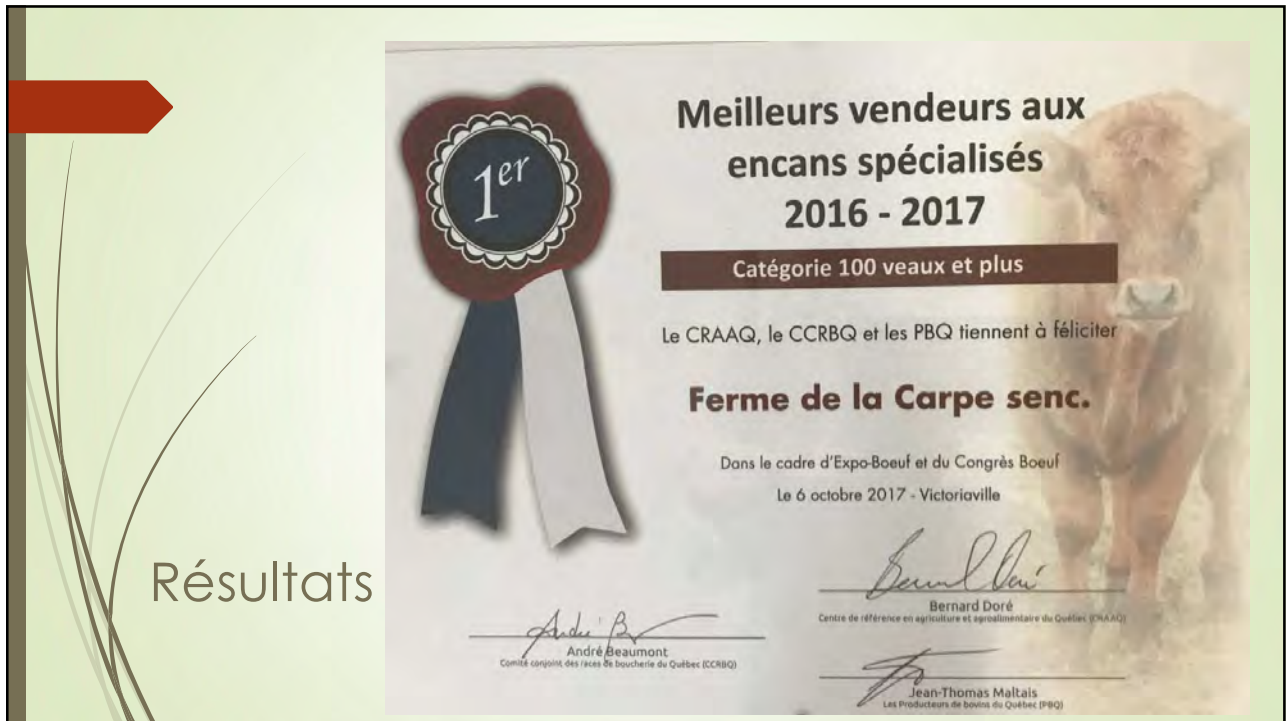 1er
Meilleurs vendeurs aux
encans spécialisés
2016 - 2017
Catégorie 100 veaux et plus
Le CRAAQ, le CCRBQ et les PBQ tiennent à féliciter
Ferme de la Carpe senc.
Dans le cadre d'Expo-Boeuf et du Congrès Boeuf
Le 6 octobre 2017 - Victoriaville
Résultats
Bernard Doré
Centre de référence en agriculture et agroalimentaire du Québec (CRAAQ)
André Beaumont
Comité conjoint des races de boucherie du Québec (CCRBQ)
Jean-Thomas Maltais
Les Producteurs de bovins du Québec (PBQ)